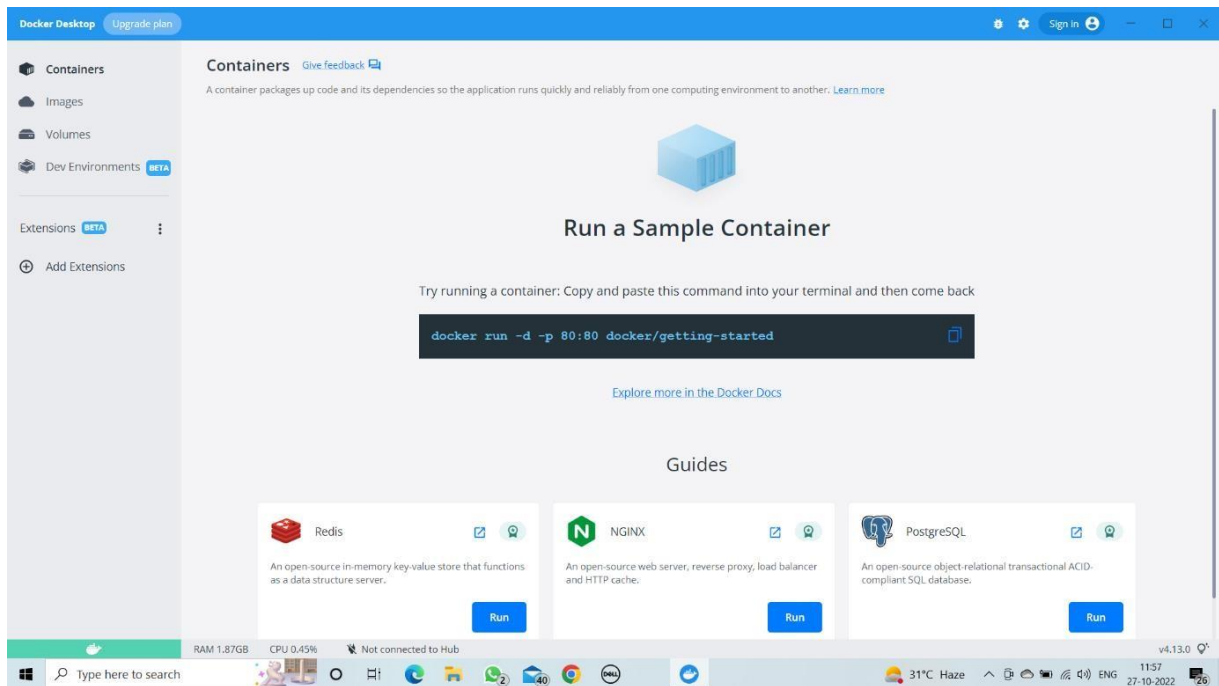 Docker Desktop Upgrade plan Sign in
Containers
Images
Volumes
Dev Environments BETA
Extensions BETA
Add Extensions
Containers Give feedback
A container packages up code and its dependencies so the application runs quickly and reliably from one computing environment to another. Learn more
Run a Sample Container
Try running a container: Copy and paste this command into your terminal and then come back
docker run -d -p 80:80 docker/getting-started
Explore more in the Docker Docs
Guides
Redis
An open-source in-memory key-value store that functions
as a data structure server.
Run
NGINX
An open-source web server, reverse proxy, load balancer
and HTTP cache.
Run
PostgreSQL
An open-source object-relational transactional ACID-
compliant SQL database.
Run
RAM 1.87GB CPU 0.45% Not connected to Hub v4.13.0
Type here to search 2 40 DELL 31°C Haze ENG 11:57
27-10-2022 26